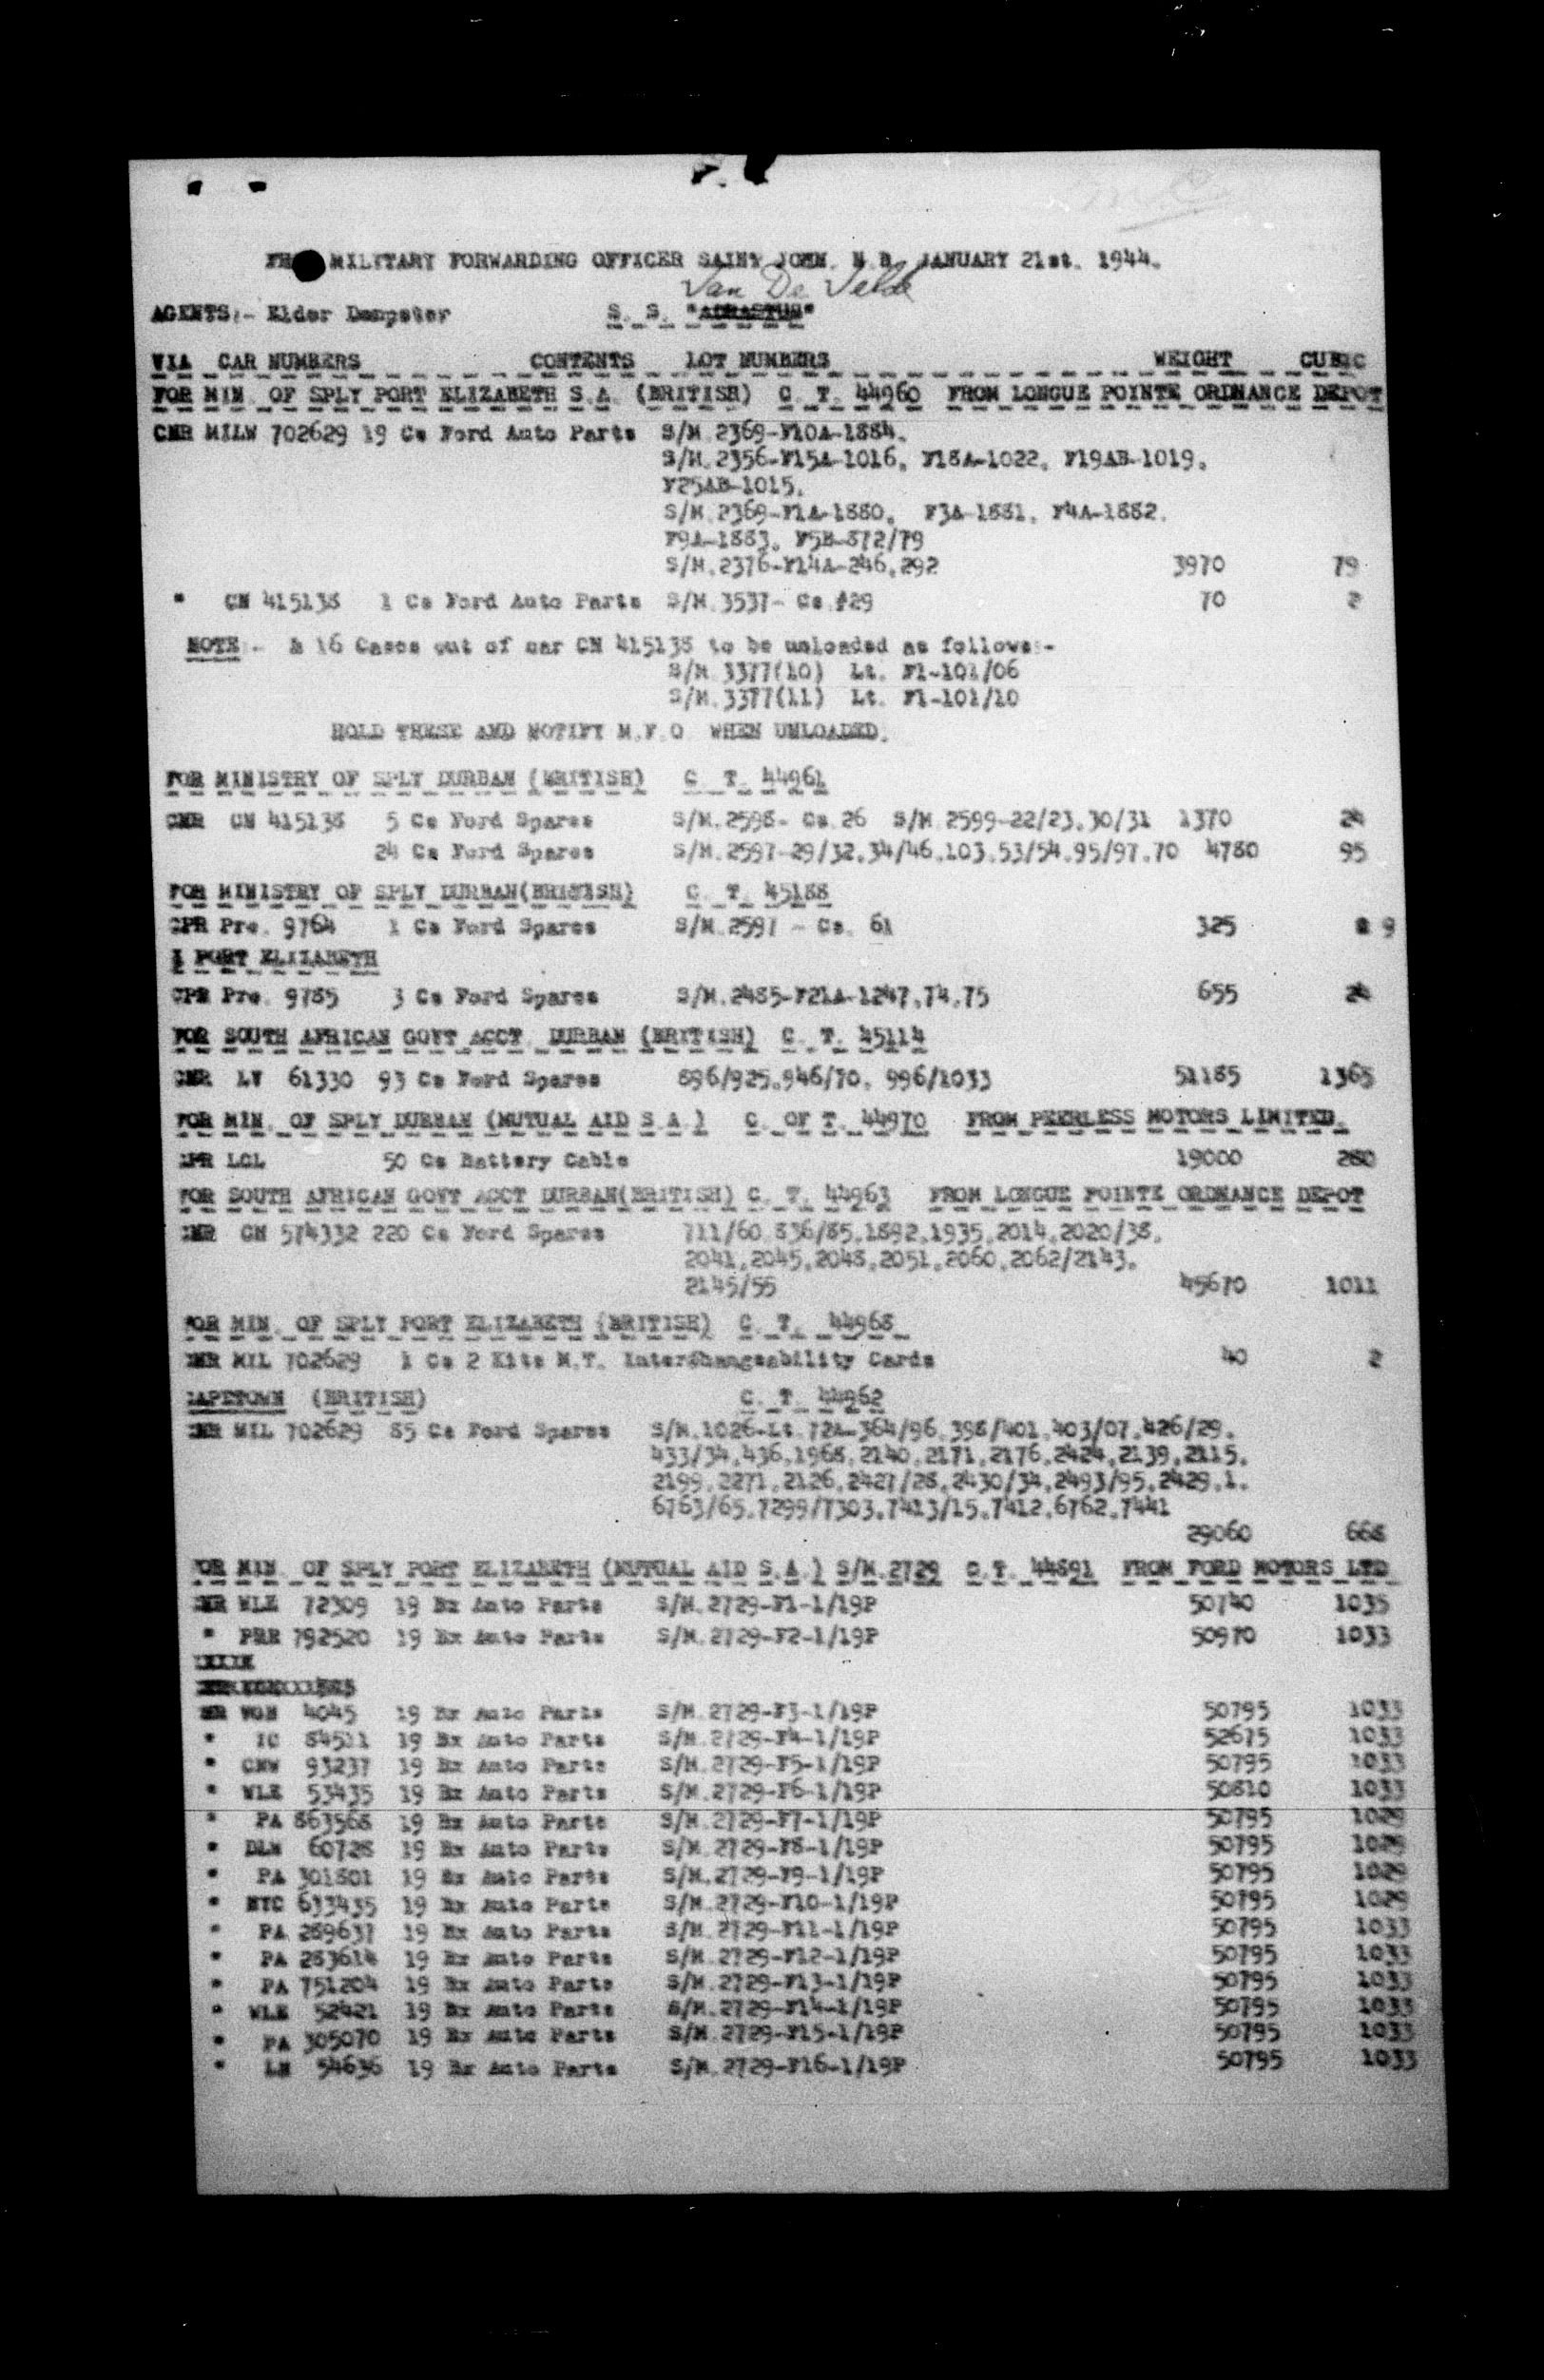 MILITARY FORWARDING OFFICER SAINT JOHN. N.B. JANUARY 21st. 1944.
Van De Velde
AGENTS:- Elder Dempster S. S. "ADRASTUS"
VIA CAR NUMBERS CONTENTS LOT NUMBERS WEIGHT CUBIC
FOR MIN. OF SPLY PORT ELIZABETH S.A. (BRITISH) C. T. 44960 FROM LONGUE POINTE ORDNANCE DEPOT
CNR MILW 702629 19 Cs Ford Auto Parts S/M.2369-F10A-1884.
S/M.2356-F15A-1016, F18A-1022, F19AB-1019,
F25AB-1015,
S/M.2369-F1A-1880, F3A-1881, F4A-1882,
F9A-1883, F5B-872/79
S/M.2376-F14A-246,292 3970 79
" CN 415138 1 Cs Ford Auto Parts S/M.3537- Cs.#29 70 2
NOTE:- & 16 Cases out of car CN 415138 to be unloaded as follows:-
S/M 3377(10) Lt. F1-101/06
S/M.3377(11) Lt. F1-101/10
HOLD THESE AND NOTIFY M.F.O. WHEN UNLOADED.
FOR MINISTRY OF SPLY DURBAN (BRITISH) C. T. 44961
CNR CN 415138 5 Cs Ford Spares S/M.2598- Cs.26 S/M.2599-22/23,30/31 1370 24
24 Cs Ford Spares S/M.2597-29/32,34/46,103,53/54,95/97,70 4780 95
FOR MINISTRY OF SPLY DURBAN(BRITISH) C. T. 45188
CPR Pro. 9764 1 Cs Ford Spares S/M.2597 - Cs. 61 325 9
PORT ELIZABETH
CPR Pro. 9785 3 Cs Ford Spares S/M.2485-F21A-1247,74,75 655 24
FOR SOUTH AFRICAN GOVT ACCT. DURBAN (BRITISH) C. T. 45114
CNR LV 61330 93 Cs Ford Spares 896/925,946/70, 996/1033 51185 1365
FOR MIN. OF SPLY DURBAN (MUTUAL AID S.A.) C. OF T. 44970 FROM PEERLESS MOTORS LIMITED.
CPR LCL 50 Cs Battery Cable 19000 280
FOR SOUTH AFRICAN GOVT ACCT DURBAN(BRITISH) C. T. 44963 FROM LONGUE POINTE ORDNANCE DEPOT
CNR CN 574332 220 Cs Ford Spares 711/60,836/85,1892,1935,2014,2020/38,
2041,2045,2048,2051,2060,2062/2143,
2145/55 45670 1011
FOR MIN. OF SPLY PORT ELIZABETH (BRITISH) C. T. 44968
CNR MIL 702629 1 Cs 2 Kits M.T. Interchangeability Cards 40 2
CAPETOWN (BRITISH) C. T. 44962
CNR MIL 702629 85 Cs Ford Spares S/M.1026-Lt.72A-364/96,398/401,403/07,426/29,
433/34,436,1968,2140,2171,2176,2424,2139,2115,
2199,2271,2126,2427/28,2430/34,2493/95,2429,1,
6763/65,7299/7303,7413/15,7412,6762,7441
29060 668
FOR MIN. OF SPLY PORT ELIZABETH (MUTUAL AID S.A.) S/M.2729 C.T. 44891 FROM FORD MOTORS LTD
CNR WLE 72309 19 Bx Auto Parts S/M.2729-F1-1/19P 50740 1035
" PRR 792520 19 Bx Auto Parts S/M.2729-F2-1/19P 50970 1033
CNR WGN 4045 19 Bx Auto Parts S/M.2729-F3-1/19P 50795 1033
" IC 84511 19 Bx Auto Parts S/M.2729-F4-1/19P 52675 1033
" CNW 93237 19 Bx Auto Parts S/M.2729-F5-1/19P 50795 1033
" WLE 53435 19 Bx Auto Parts S/M.2729-F6-1/19P 50810 1033
" PA 863568 19 Bx Auto Parts S/M.2729-F7-1/19P 50795 1029
" DLW 60728 19 Bx Auto Parts S/M.2729-F8-1/19P 50795 1029
" PA 301801 19 Bx Auto Parts S/M.2729-F9-1/19P 50795 1029
" NYC 633435 19 Bx Auto Parts S/M.2729-F10-1/19P 50795 1029
" PA 289637 19 Bx Auto Parts S/M.2729-F11-1/19P 50795 1033
" PA 283614 19 Bx Auto Parts S/M.2729-F12-1/19P 50795 1033
" PA 751204 19 Bx Auto Parts S/M.2729-F13-1/19P 50795 1033
" WLE 52421 19 Bx Auto Parts S/M.2729-F14-1/19P 50795 1033
" PA 305070 19 Bx Auto Parts S/M.2729-F15-1/19P 50795 1033
" LN 54636 19 Bx Auto Parts S/M.2729-F16-1/19P 50795 1033